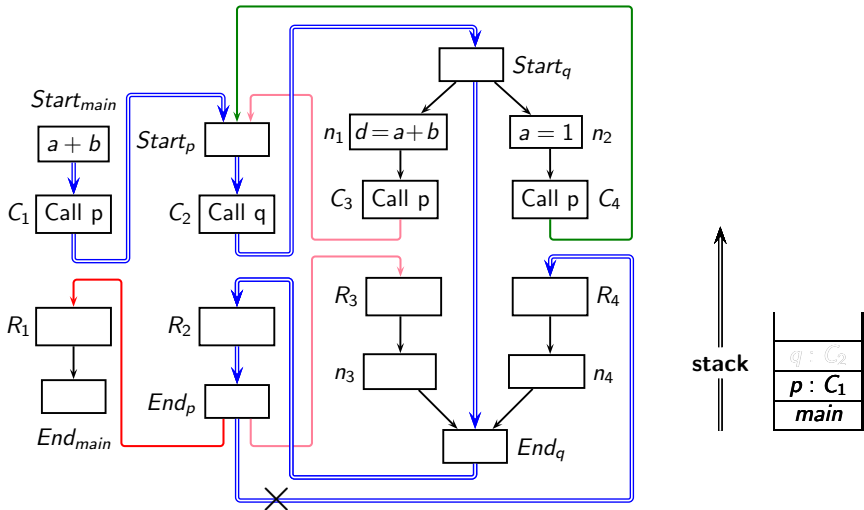 Start_q
Start_main
a + b
Start_p
n_1
d = a + b
a = 1
n_2
C_1
Call p
C_2
Call q
C_3
Call p
Call p
C_4
R_1
R_2
R_3
R_4
n_3
n_4
End_main
End_p
End_q
stack
q : C_2
p : C_1
main